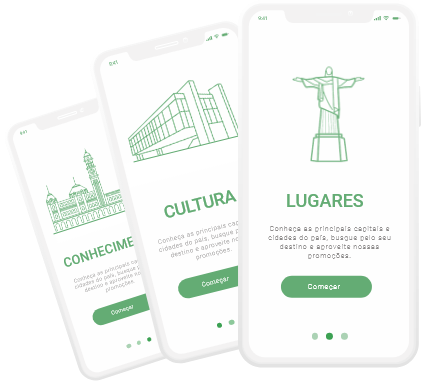 9:41
CONHECIME
Conheça as principais ca
cidades do país, busque p
destino e aproveite n
promoções.
Começar
9:41
CULTURA
Conheça as principais cap
cidades do país, busque p
destino e aproveite no
promoções.
Começar
9:41
LUGARES
Conheça as principais capitais e
cidades do país, busque pelo seu
destino e aproveite nossas
promoções.
Começar